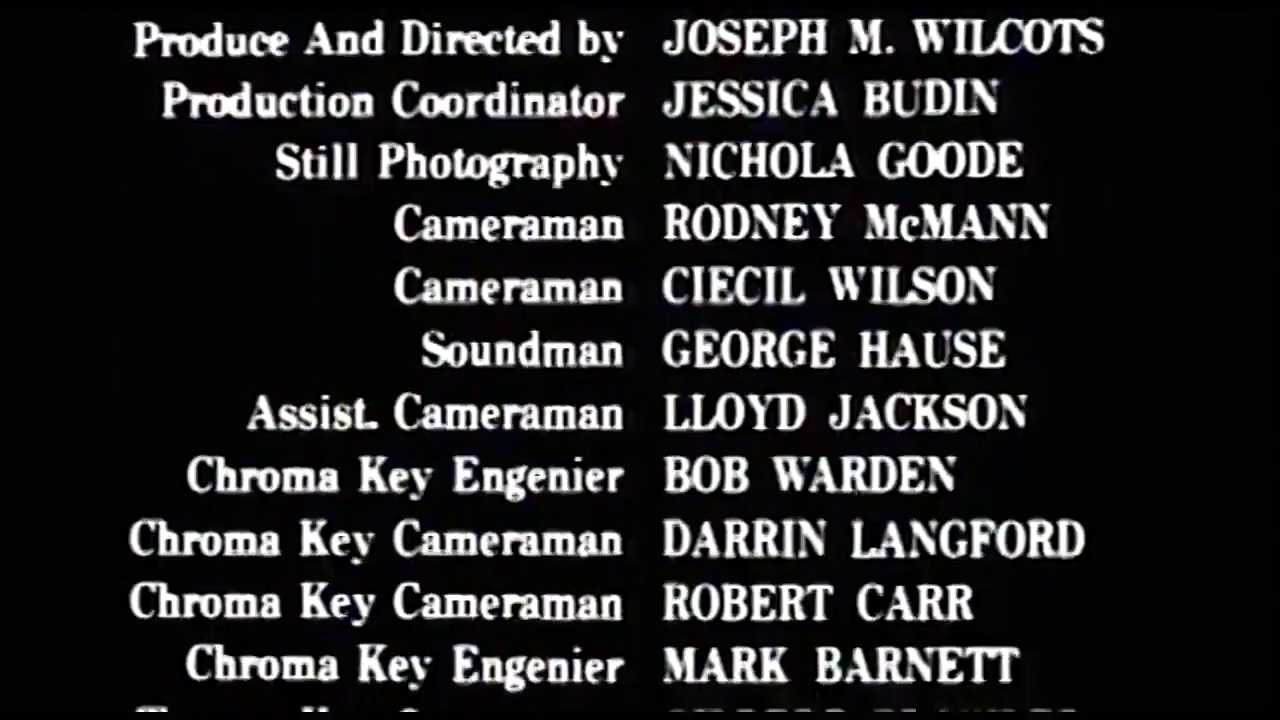 Produce And Directed by JOSEPH M. WILCOTS
Production Coordinator JESSICA BUDIN
Still Photography NICHOLA GOODE
Cameraman RODNEY McMANN
Cameraman CIECIL WILSON
Soundman GEORGE HAUSE
Assist. Cameraman LLOYD JACKSON
Chroma Key Engenier BOB WARDEN
Chroma Key Cameraman DARRIN LANGFORD
Chroma Key Cameraman ROBERT CARR
Chroma Key Engenier MARK BARNETT